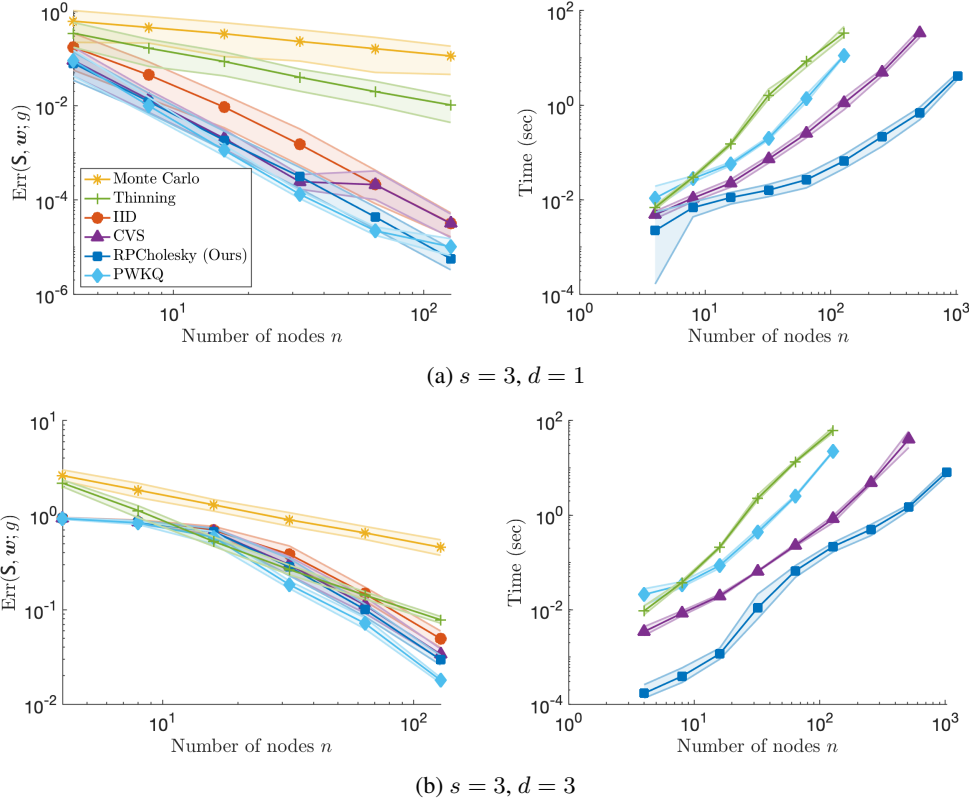 10^0
10^-2
10^-4
10^-6
Err(S, w; g)
Monte Carlo
Thinning
IID
CVS
RPCholesky (Ours)
PWKQ
10^1
10^2
Number of nodes n
10^2
10^0
10^-2
10^-4
Time (sec)
10^0
10^1
10^2
10^3
Number of nodes n
(a) s = 3, d = 1
10^1
10^0
10^-1
10^-2
Err(S, w; g)
10^1
10^2
Number of nodes n
10^2
10^0
10^-2
10^-4
Time (sec)
10^0
10^1
10^2
10^3
Number of nodes n
(b) s = 3, d = 3